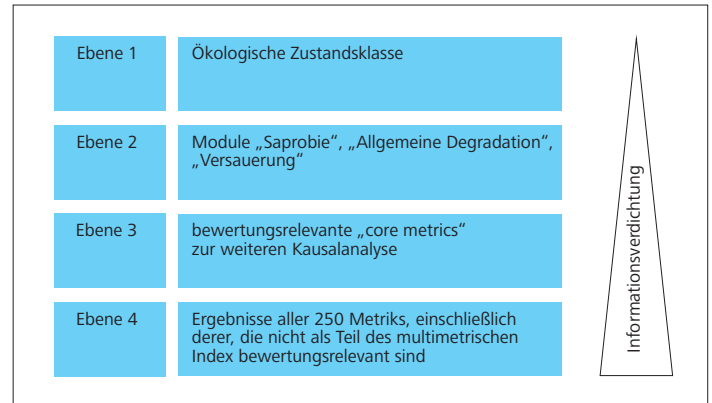 Ebene 1
Ökologische Zustandsklasse
Ebene 2
Module „Saprobie“, „Allgemeine Degradation“,
„Versauerung“
Ebene 3
bewertungsrelevante „core metrics“
zur weiteren Kausalanalyse
Ebene 4
Ergebnisse aller 250 Metriks, einschließlich
derer, die nicht als Teil des multimetrischen
Index bewertungsrelevant sind
Informationsverdichtung